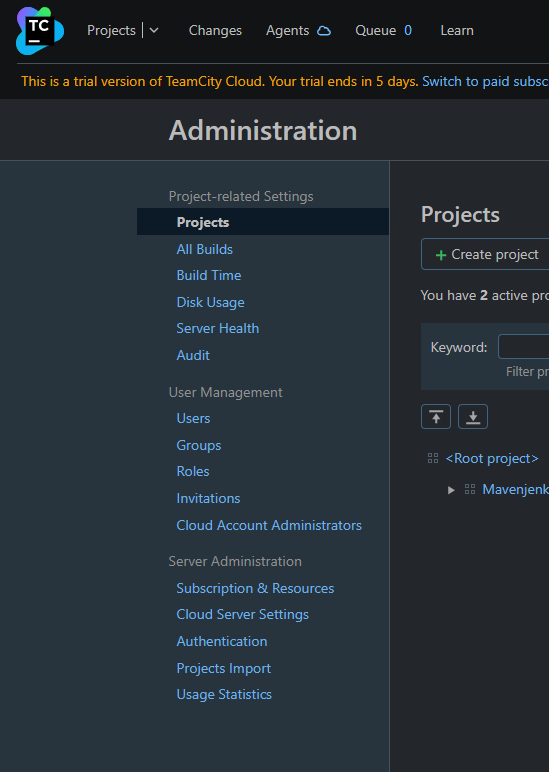 TC
Projects
Changes
Agents
Queue 0
Learn
This is a trial version of TeamCity Cloud. Your trial ends in 5 days. Switch to paid
Administration
Project-related Settings
Projects
All Builds
Build Time
Disk Usage
Server Health
Audit
User Management
Users
Groups
Roles
Invitations
Cloud Account Administrators
Server Administration
Subscription & Resources
Cloud Server Settings
Authentication
Projects Import
Usage Statistics
Projects
+ Create project
You have 2 active
Keyword:
Filter
<Root project>
Mavenjenk